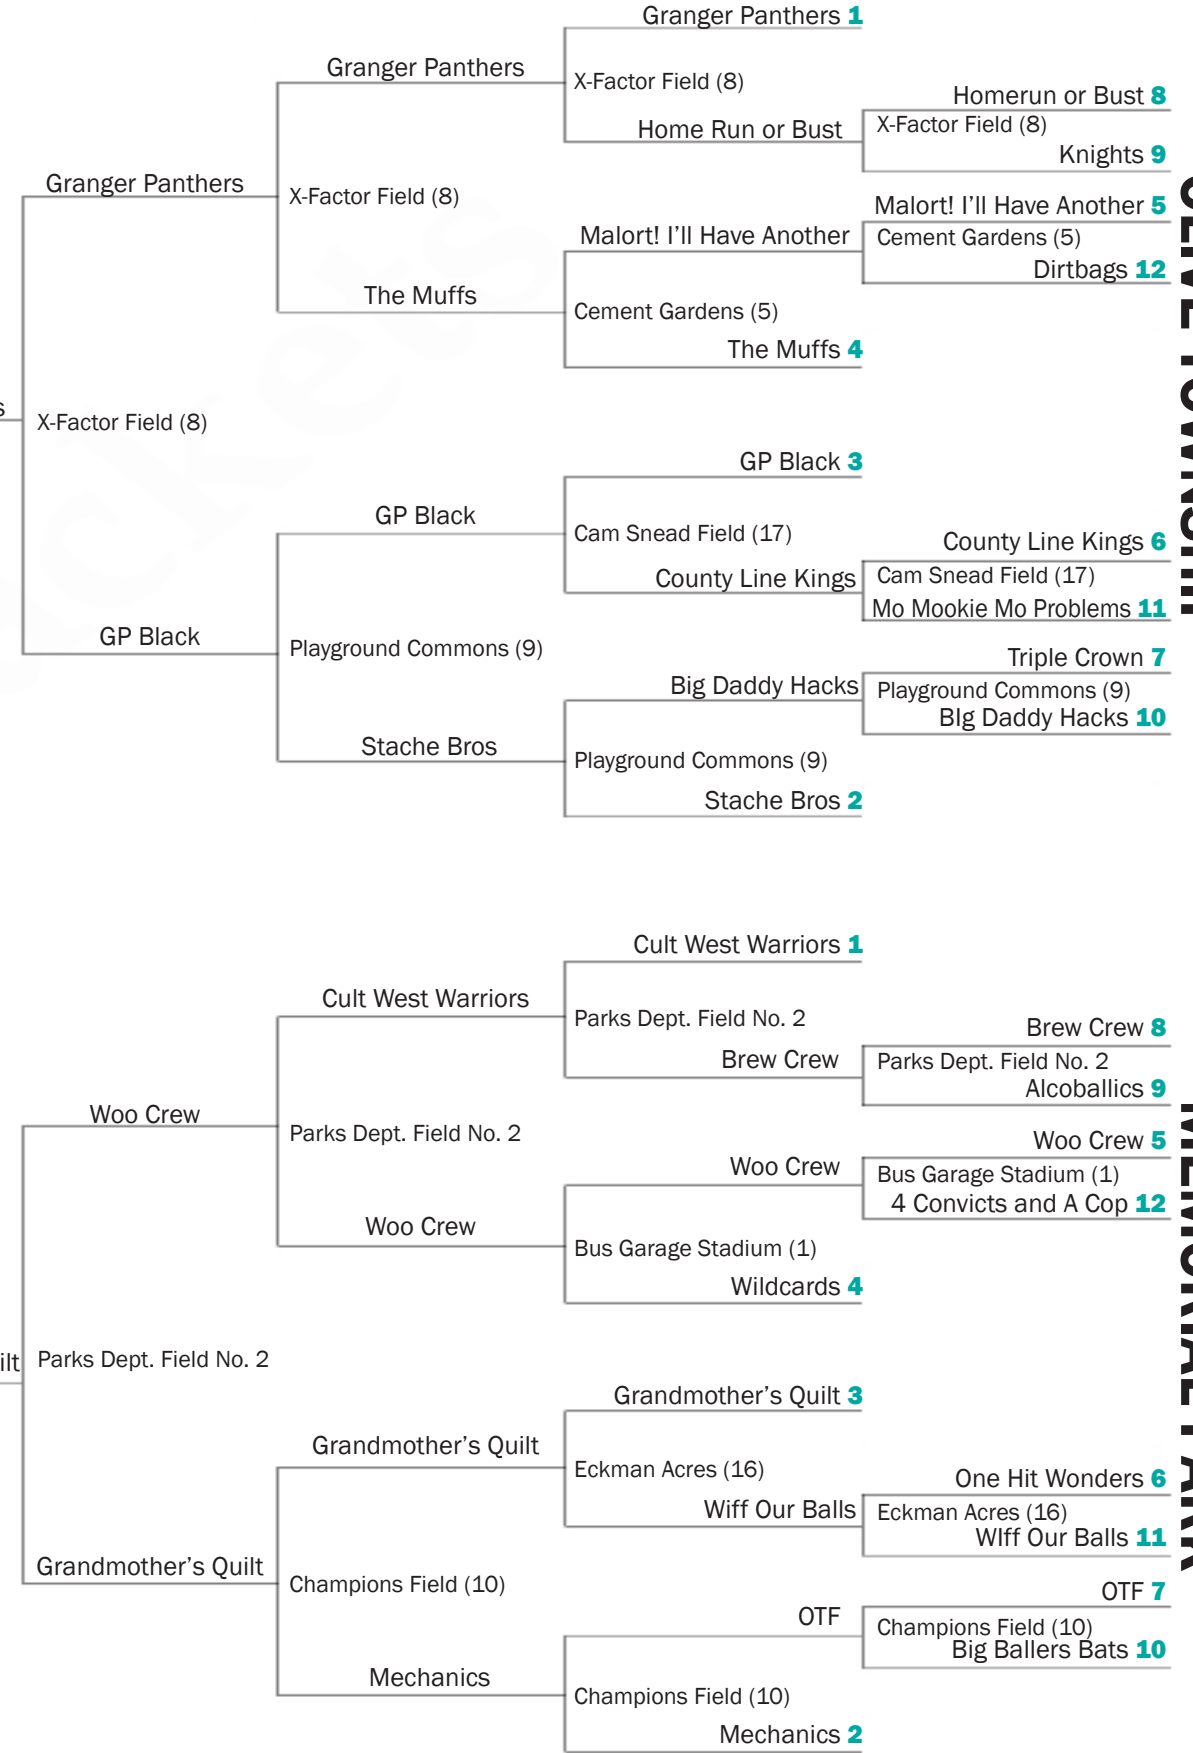 Granger Panthers 1
Granger Panthers
X-Factor Field (8)
Homerun or Bust 8
X-Factor Field (8)
Home Run or Bust
Knights 9
Granger Panthers
X-Factor Field (8)
Malort! I'll Have Another 5
Malort! I'll Have Another
Cement Gardens (5)
Dirtbags 12
The Muffs
Cement Gardens (5)
The Muffs 4
s
X-Factor Field (8)
GP Black 3
GP Black
Cam Snead Field (17)
County Line Kings 6
County Line Kings
Cam Snead Field (17)
Mo Mookie Mo Problems 11
GP Black
Playground Commons (9)
Triple Crown 7
Big Daddy Hacks
Playground Commons (9)
BIg Daddy Hacks 10
Stache Bros
Playground Commons (9)
Stache Bros 2
Cult West Warriors 1
Cult West Warriors
Parks Dept. Field No. 2
Brew Crew 8
Brew Crew
Parks Dept. Field No. 2
Alcoballics 9
Woo Crew
Parks Dept. Field No. 2
Woo Crew 5
Woo Crew
Bus Garage Stadium (1)
4 Convicts and A Cop 12
Woo Crew
Bus Garage Stadium (1)
Wildcards 4
ilt
Parks Dept. Field No. 2
Grandmother's Quilt 3
Grandmother's Quilt
Eckman Acres (16)
One Hit Wonders 6
Wiff Our Balls
Eckman Acres (16)
WIff Our Balls 11
Grandmother's Quilt
Champions Field (10)
OTF 7
OTF
Champions Field (10)
Big Ballers Bats 10
Mechanics
Champions Field (10)
Mechanics 2
MEMORIAL PARK